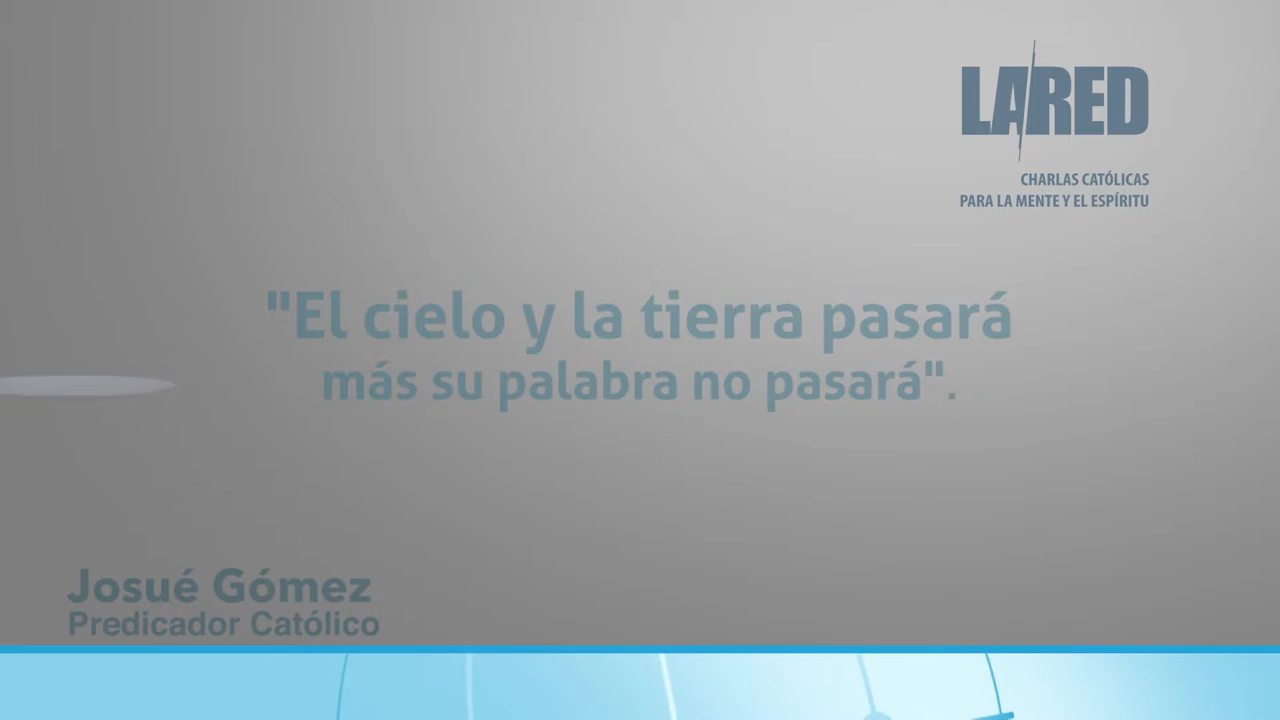 LARED
CHARLAS CATÓLICAS
PARA LA MENTE Y EL ESPÍRITU
"El cielo y la tierra pasará
más su palabra no pasará".
Josué Gómez
Predicador Católico